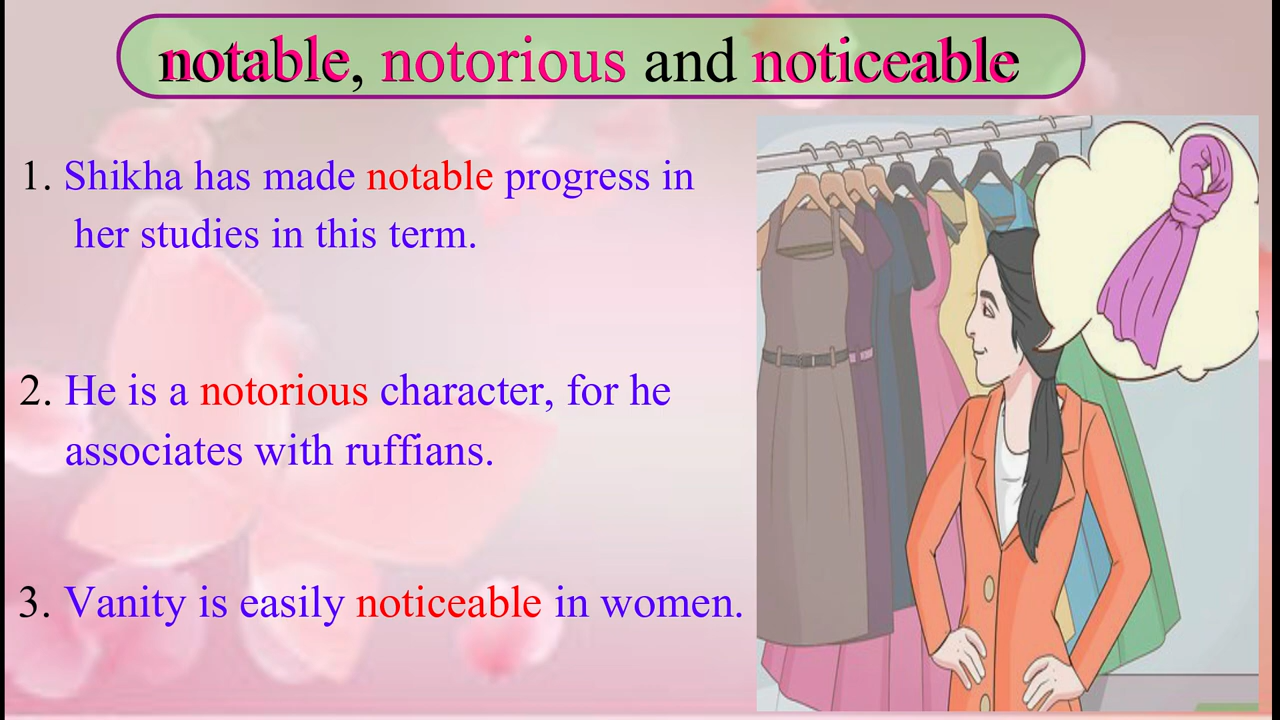 notable, notorious and noticeable
1. Shikha has made notable progress in
her studies in this term.
2. He is a notorious character, for he
associates with ruffians.
3. Vanity is easily noticeable in women.